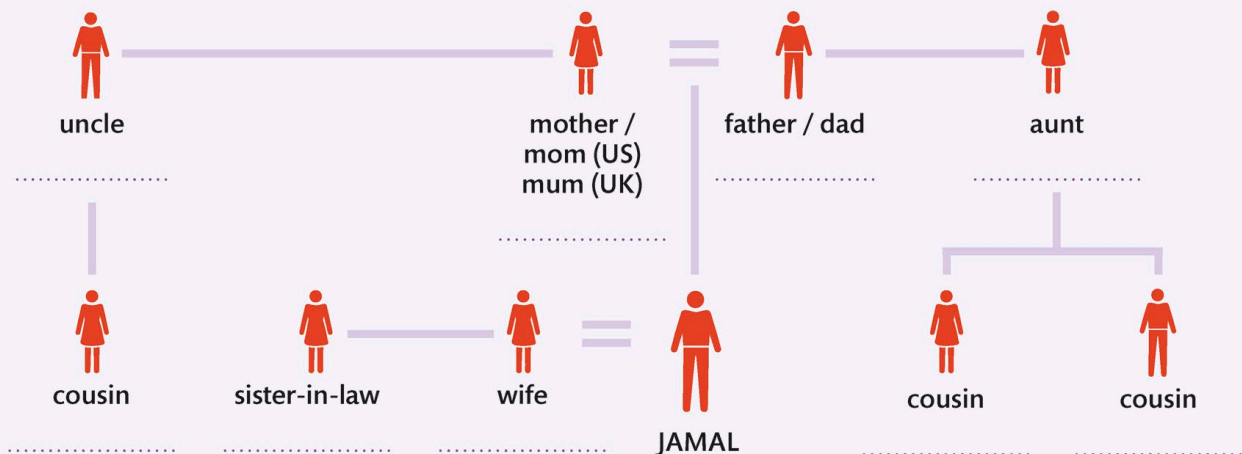 uncle
mother /
mom (US)
mum (UK)
father / dad
aunt
cousin
sister-in-law
wife
JAMAL
cousin
cousin